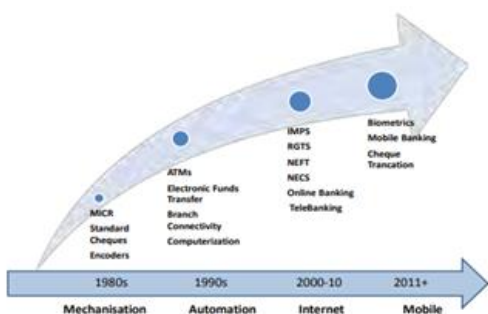 MICR
Standard
Cheques
Encoders
ATMs
Electronic Funds
Transfer
Branch
Connectivity
Computerization
IMPS
RGTS
NEFT
NECS
Online Banking
TeleBanking
Biometrics
Mobile Banking
Cheque
Trancation
1980s 1990s 2000-10 2011+
Mechanisation Automation Internet Mobile